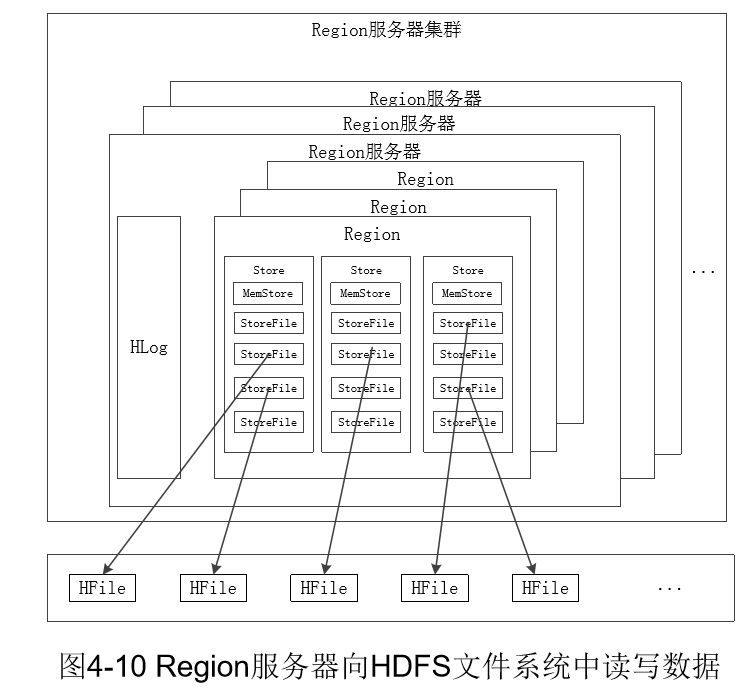 Region服务器集群
Region服务器
Region服务器
Region服务器
Region
Region
Region
...
HLog
Store Store Store
MemStore MemStore MemStore
StoreFile StoreFile StoreFile
StoreFile StoreFile StoreFile
StoreFile StoreFile StoreFile
StoreFile StoreFile StoreFile
HFile HFile HFile HFile HFile ...
图4-10 Region服务器向HDFS文件系统中读写数据